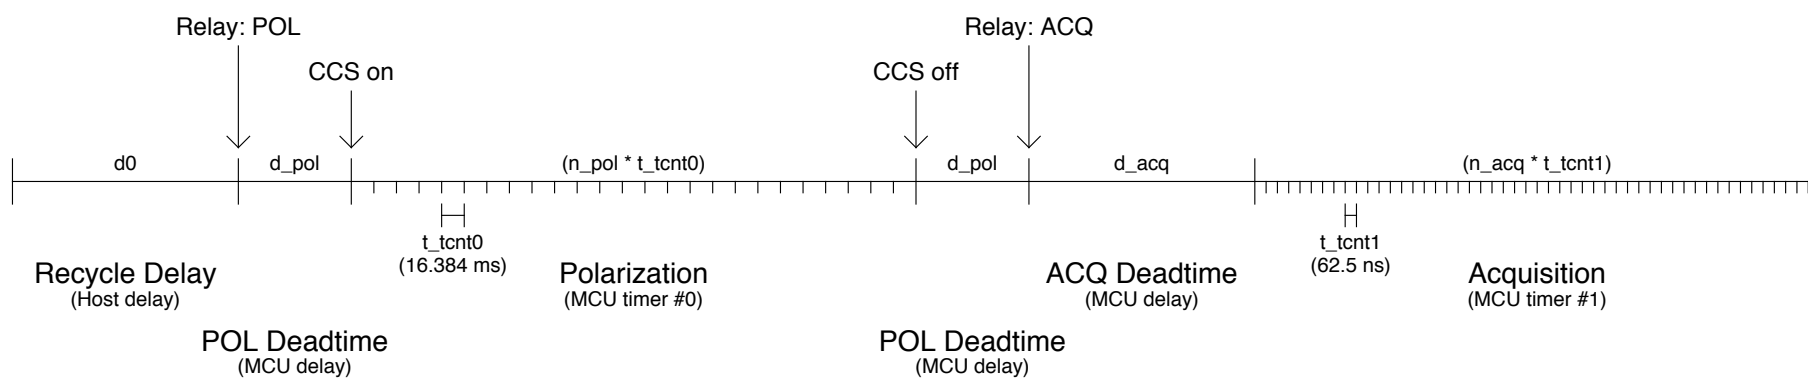 Relay: POL
Relay: ACQ
CCS on
CCS off
d0
d_pol
(n_pol * t_tcnt0)
d_pol
d_acq
(n_acq * t_tcnt1)
t_tcnt0
(16.384 ms)
t_tcnt1
(62.5 ns)
Recycle Delay
(Host delay)
Polarization
(MCU timer #0)
ACQ Deadtime
(MCU delay)
Acquisition
(MCU timer #1)
POL Deadtime
(MCU delay)
POL Deadtime
(MCU delay)